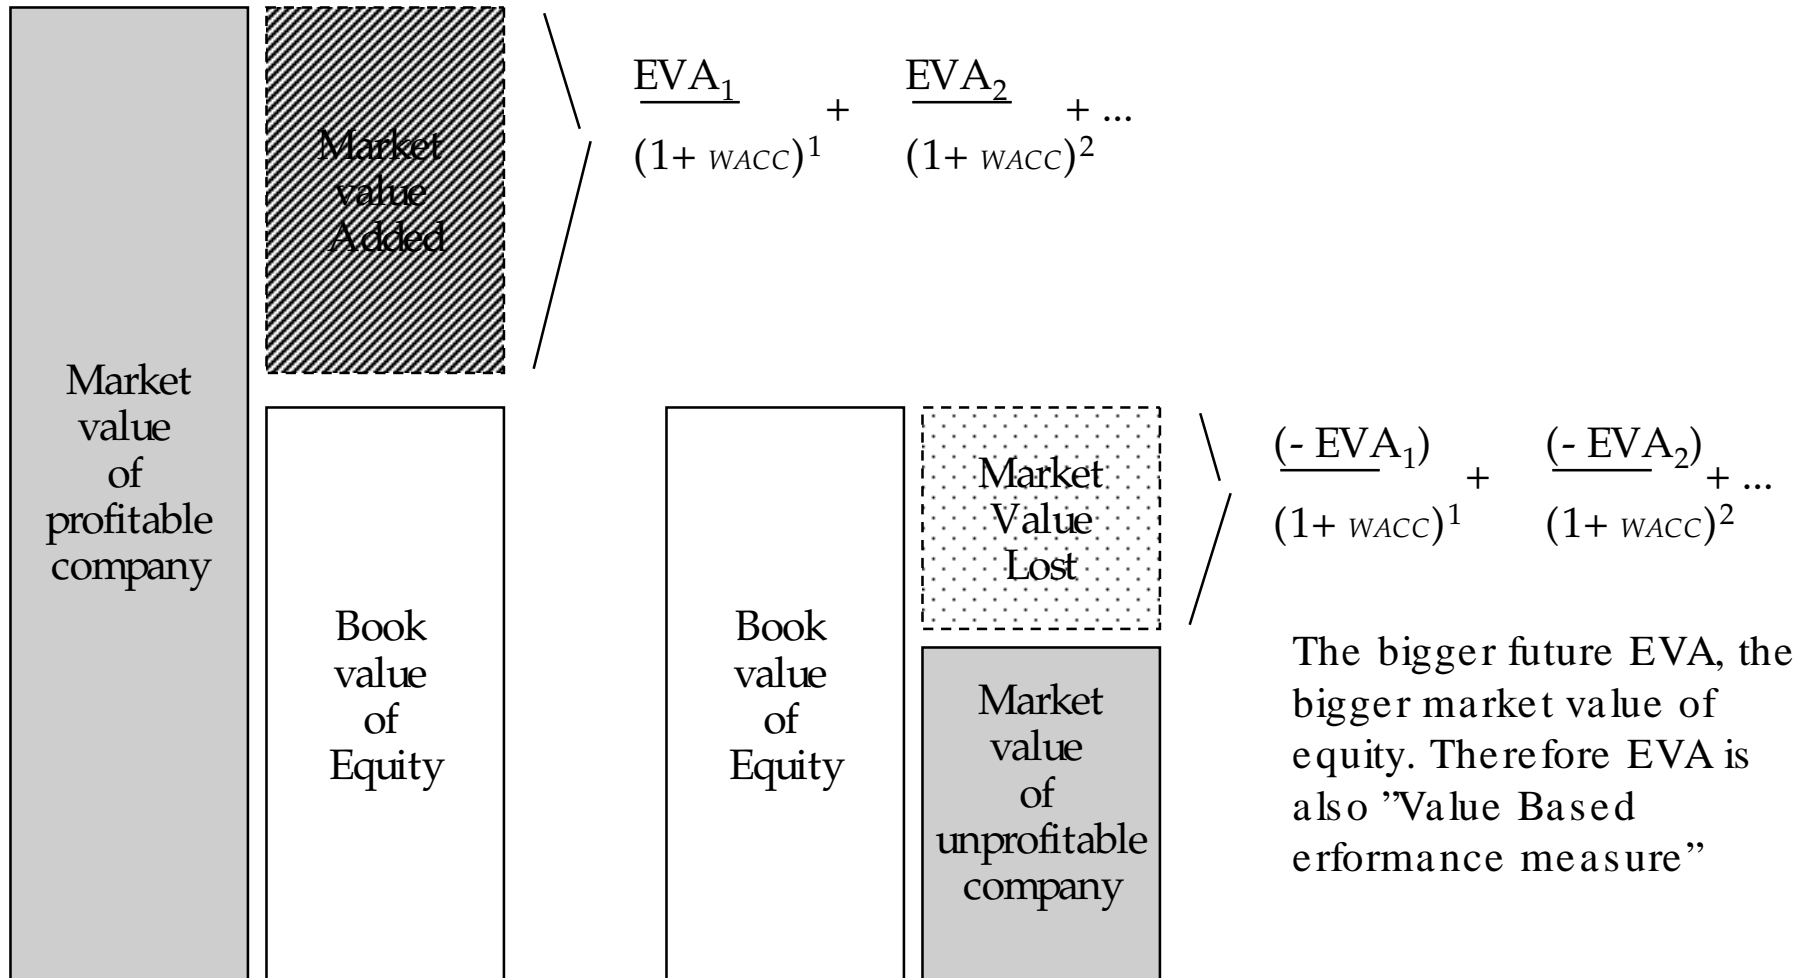 Market
value
of
profitable
company
Market
value
Added
EVA₁ + EVA₂ + ...
(1+ WACC)¹ (1+ WACC)²
Book
value
of
Equity
Book
value
of
Equity
Market
Value
Lost
Market
value
of
unprofitable
company
(- EVA₁) + (- EVA₂) + ...
(1+ WACC)¹ (1+ WACC)²
The bigger future EVA, the
bigger market value of
equity. Therefore EVA is
also ”Value Based
erformance measure”